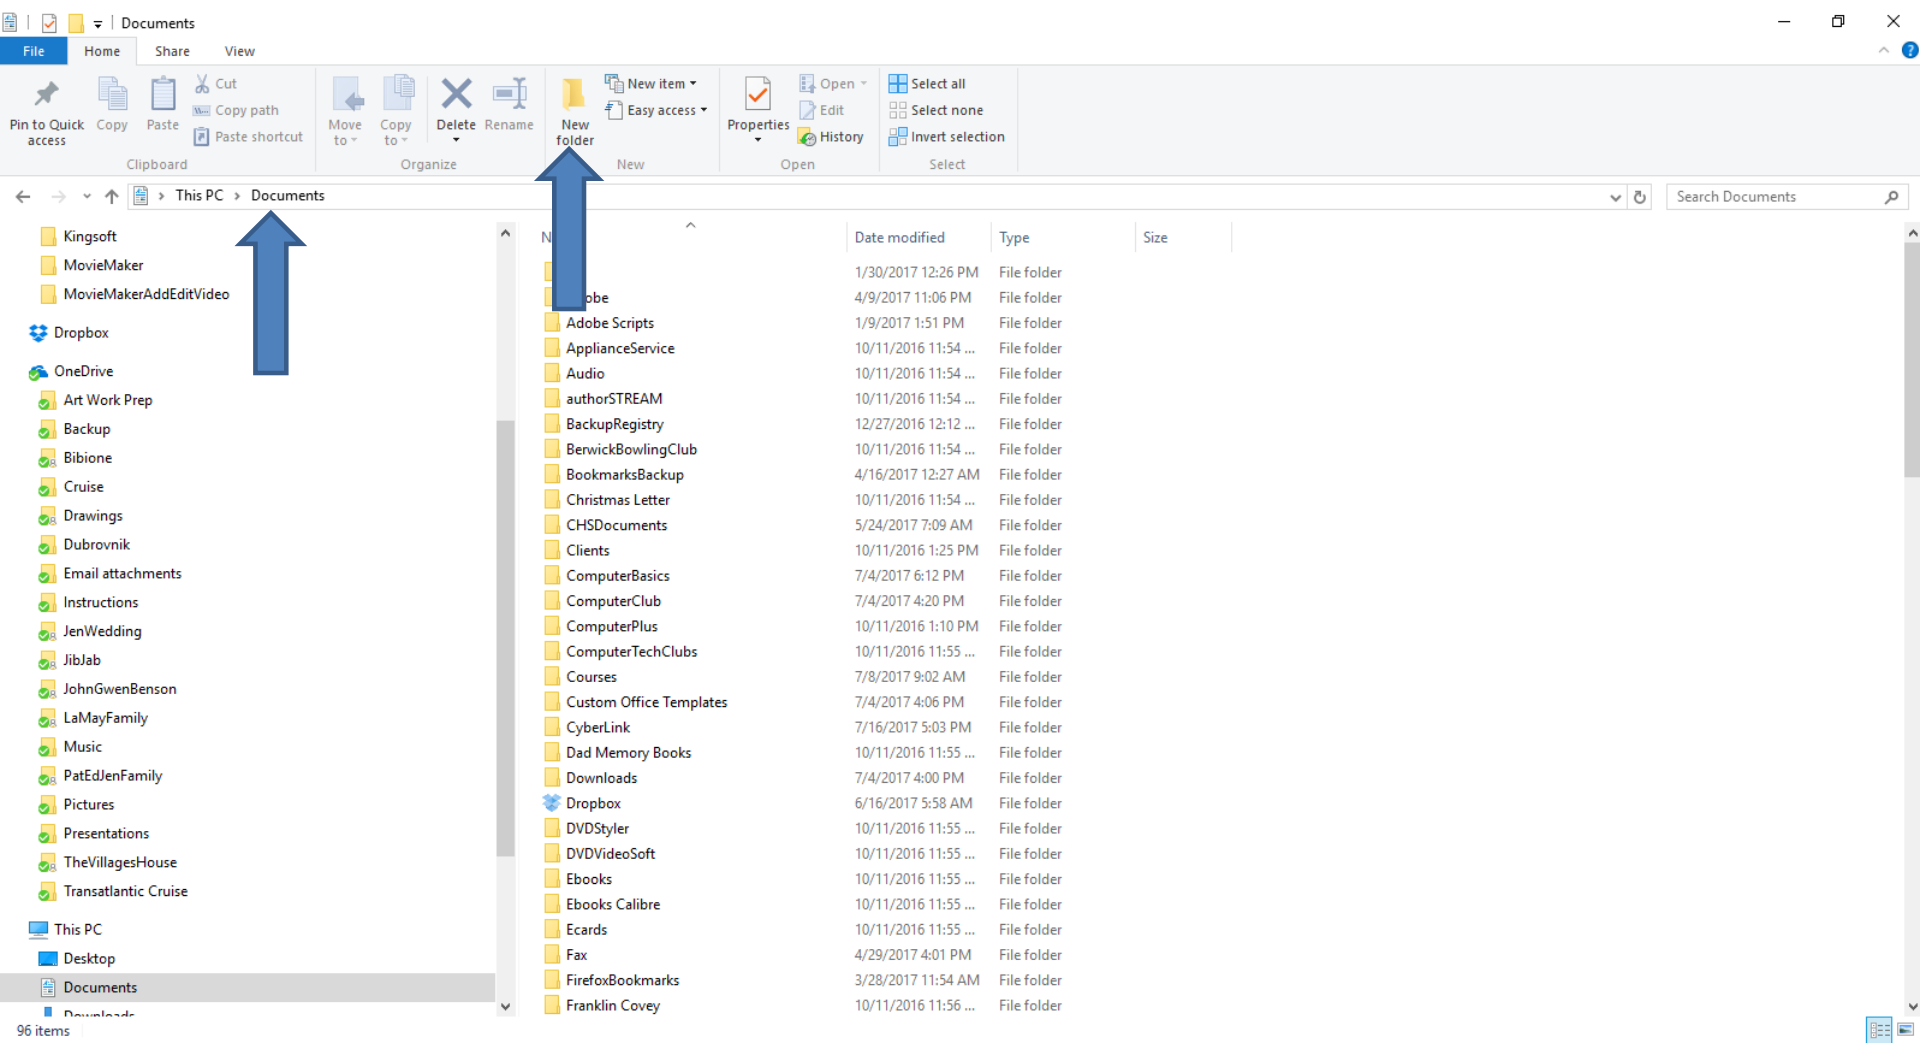 Documents
File Home Share View
Pin to Quick access
Copy
Paste
Cut
Copy path
Paste shortcut
Clipboard
Move to
Copy to
Delete
Rename
Organize
New folder
New item
Easy access
New
Properties
Open
Edit
History
Open
Select all
Select none
Invert selection
Select
This PC > Documents
Search Documents
Kingsoft
MovieMaker
MovieMakerAddEditVideo
Dropbox
OneDrive
Art Work Prep
Backup
Bibione
Cruise
Drawings
Dubrovnik
Email attachments
Instructions
JenWedding
JibJab
JohnGwenBenson
LaMayFamily
Music
PatEdJenFamily
Pictures
Presentations
TheVillagesHouse
Transatlantic Cruise
This PC
Desktop
Documents
Downloads
Date modified Type Size
1/30/2017 12:26 PM File folder
4/9/2017 11:06 PM File folder
Adobe Scripts 1/9/2017 1:51 PM File folder
ApplianceService 10/11/2016 11:54 ... File folder
Audio 10/11/2016 11:54 ... File folder
authorSTREAM 10/11/2016 11:54 ... File folder
BackupRegistry 12/27/2016 12:12 ... File folder
BerwickBowlingClub 10/11/2016 11:54 ... File folder
BookmarksBackup 4/16/2017 12:27 AM File folder
Christmas Letter 10/11/2016 11:54 ... File folder
CHSDocuments 5/24/2017 7:09 AM File folder
Clients 10/11/2016 1:25 PM File folder
ComputerBasics 7/4/2017 6:12 PM File folder
ComputerClub 7/4/2017 4:20 PM File folder
ComputerPlus 10/11/2016 1:10 PM File folder
ComputerTechClubs 10/11/2016 11:55 ... File folder
Courses 7/8/2017 9:02 AM File folder
Custom Office Templates 7/4/2017 4:06 PM File folder
CyberLink 7/16/2017 5:03 PM File folder
Dad Memory Books 10/11/2016 11:55 ... File folder
Downloads 7/4/2017 4:00 PM File folder
Dropbox 6/16/2017 5:58 AM File folder
DVDStyler 10/11/2016 11:55 ... File folder
DVDVideoSoft 10/11/2016 11:55 ... File folder
Ebooks 10/11/2016 11:55 ... File folder
Ebooks Calibre 10/11/2016 11:55 ... File folder
Ecards 10/11/2016 11:55 ... File folder
Fax 4/29/2017 4:01 PM File folder
FirefoxBookmarks 3/28/2017 11:54 AM File folder
Franklin Covey 10/11/2016 11:56 ... File folder
96 items